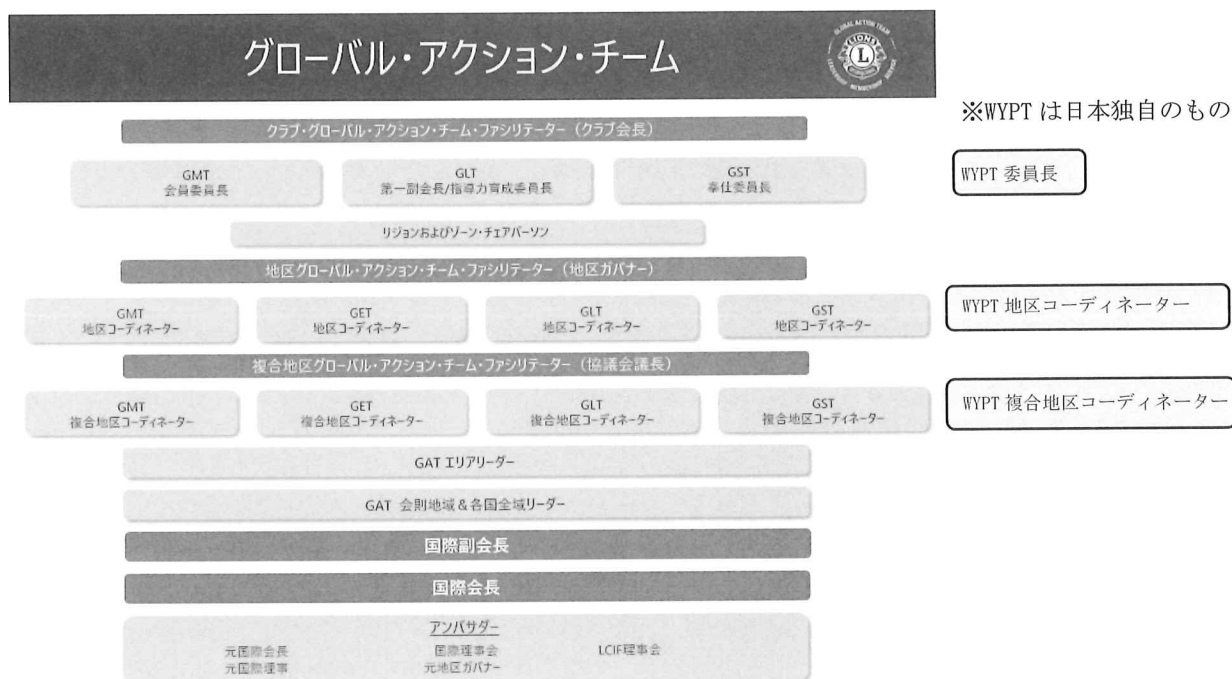 グローバル・アクション・チーム
GLOBAL ACTION TEAM
LIONS
L
LEADERSHIP MEMBERSHIP SERVICE
※WYPT は日本独自のもの
クラブ・グローバル・アクション・チーム・ファシリテーター（クラブ会長）
GMT
会員委員長
GLT
第一副会長/指導力育成委員長
GST
奉仕委員長
WYPT 委員長
リジョンおよびゾーン・チェアパーソン
地区グローバル・アクション・チーム・ファシリテーター（地区ガバナー）
GMT
地区コーディネーター
GET
地区コーディネーター
GLT
地区コーディネーター
GST
地区コーディネーター
WYPT 地区コーディネーター
複合地区グローバル・アクション・チーム・ファシリテーター（協議会議長）
GMT
複合地区コーディネーター
GET
複合地区コーディネーター
GLT
複合地区コーディネーター
GST
複合地区コーディネーター
WYPT 複合地区コーディネーター
GAT エリアリーダー
GAT 会則地域＆各国全域リーダー
国際副会長
国際会長
アンバサダー
元国際会長
国際理事会
LCIF理事会
元国際理事
元地区ガバナー